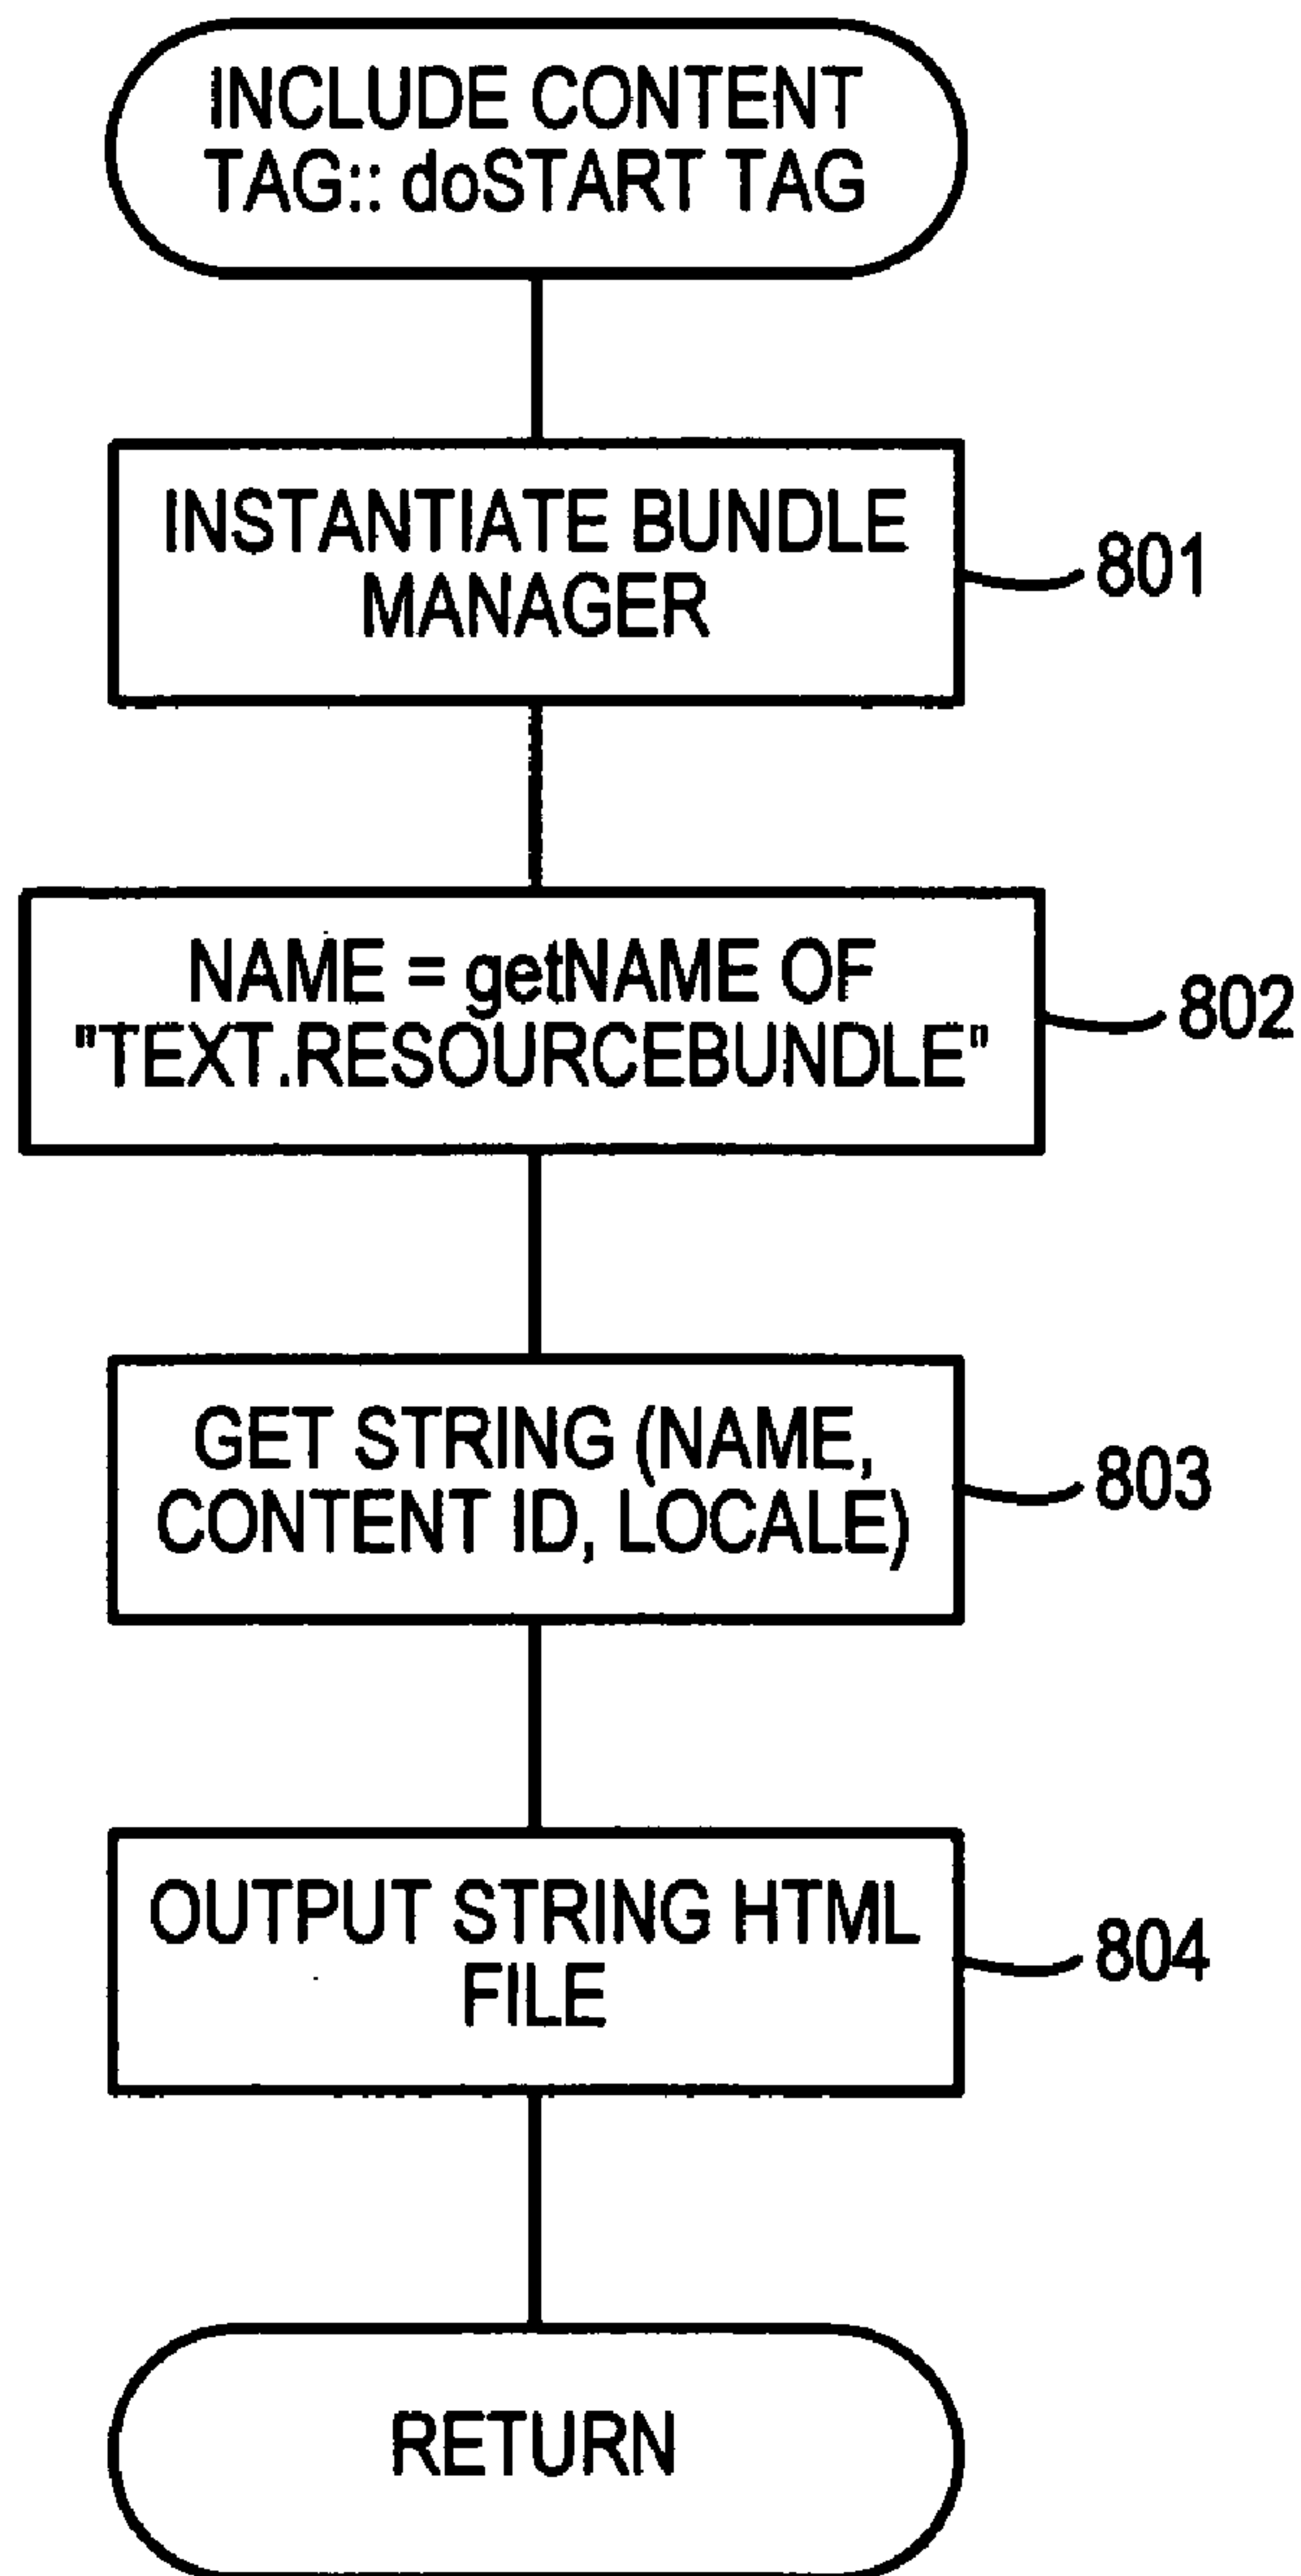 INCLUDE CONTENT
TAG:: doSTART TAG
INSTANTIATE BUNDLE
MANAGER
801
NAME = getNAME OF
"TEXT.RESOURCEBUNDLE"
802
GET STRING (NAME,
CONTENT ID, LOCALE)
803
OUTPUT STRING HTML
FILE
804
RETURN